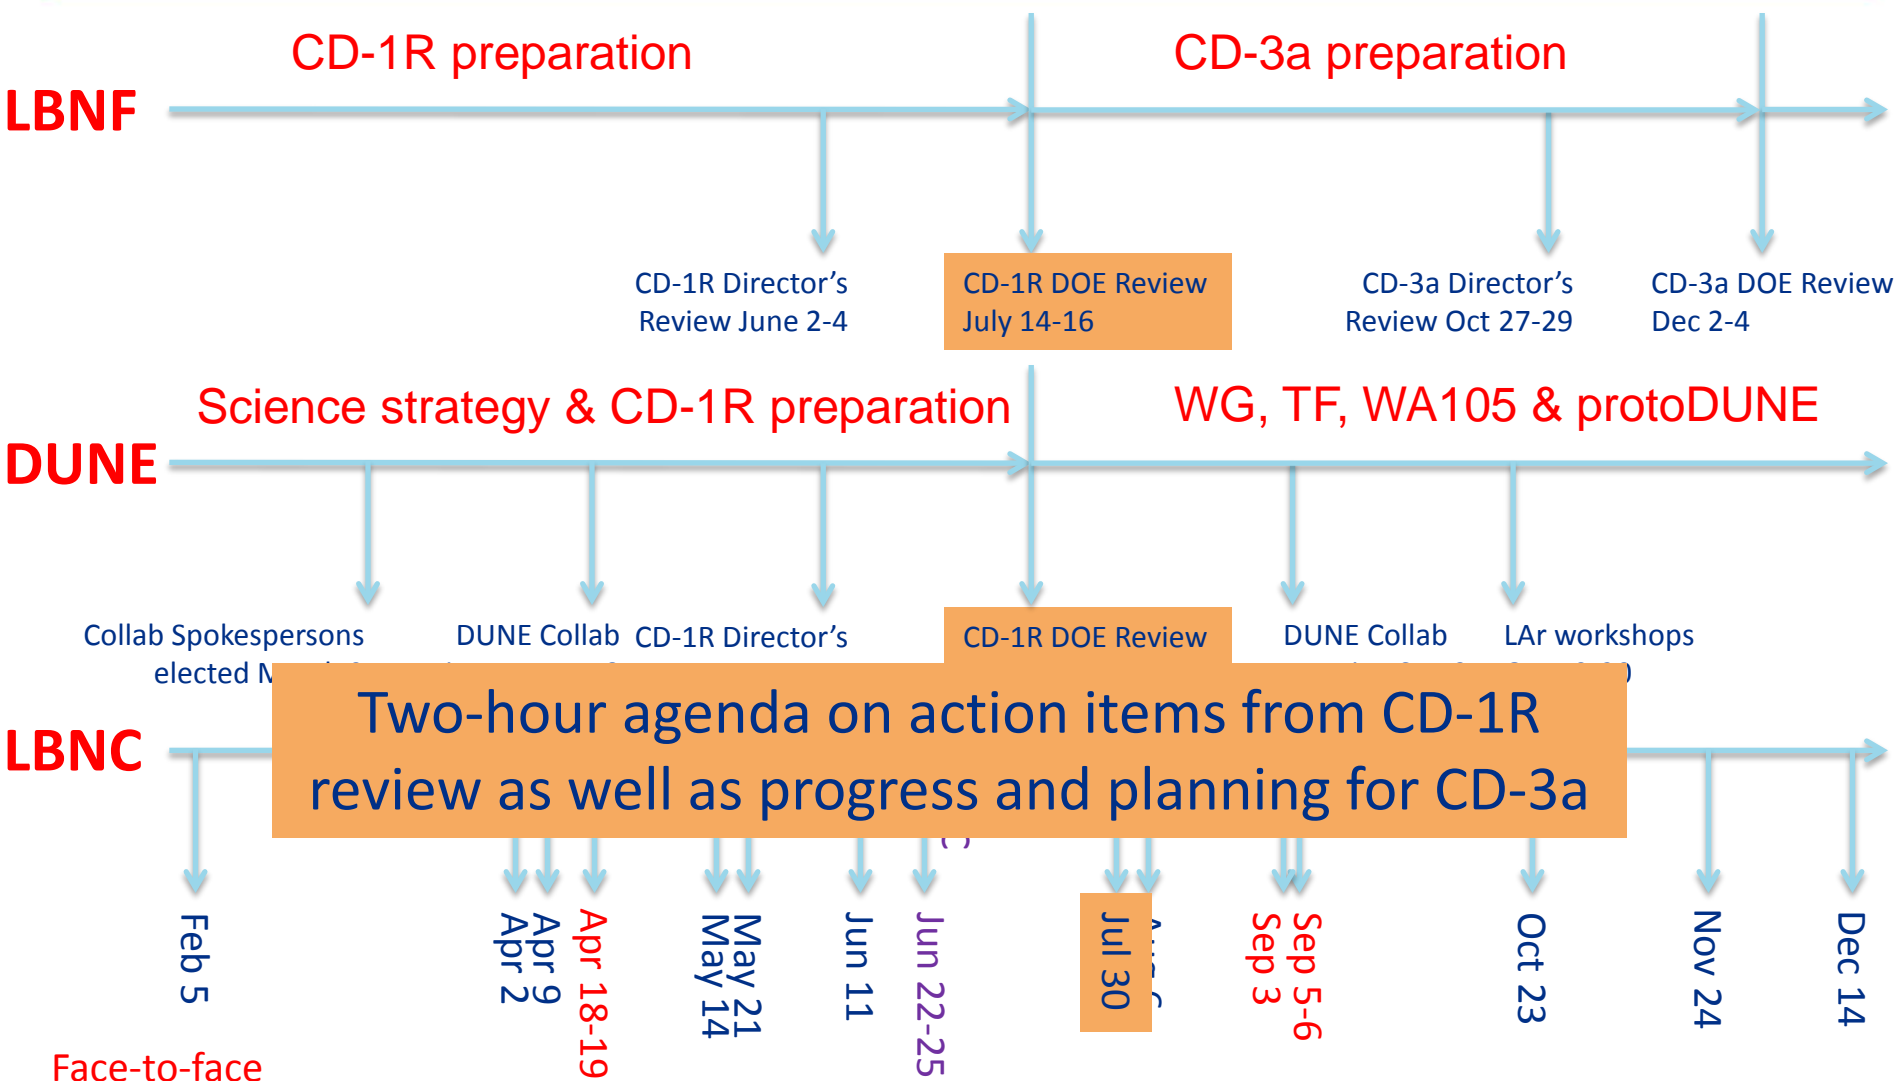 CD-1R preparation
CD-3a preparation
LBNF
CD-1R Director’s
Review June 2-4
CD-1R DOE Review
July 14-16
CD-3a Director’s
Review Oct 27-29
CD-3a DOE Review
Dec 2-4
Science strategy & CD-1R preparation
WG, TF, WA105 & protoDUNE
DUNE
Collab Spokespersons
elected
DUNE Collab
CD-1R Director’s
CD-1R DOE Review
DUNE Collab
LAr workshops
LBNC
Two-hour agenda on action items from CD-1R
review as well as progress and planning for CD-3a
Feb 5
Apr 2
Apr 9
Apr 18-19
May 14
May 21
Jun 11
Jun 22-25
Jul 30
Sep 3
Sep 5-6
Oct 23
Nov 24
Dec 14
Face-to-face